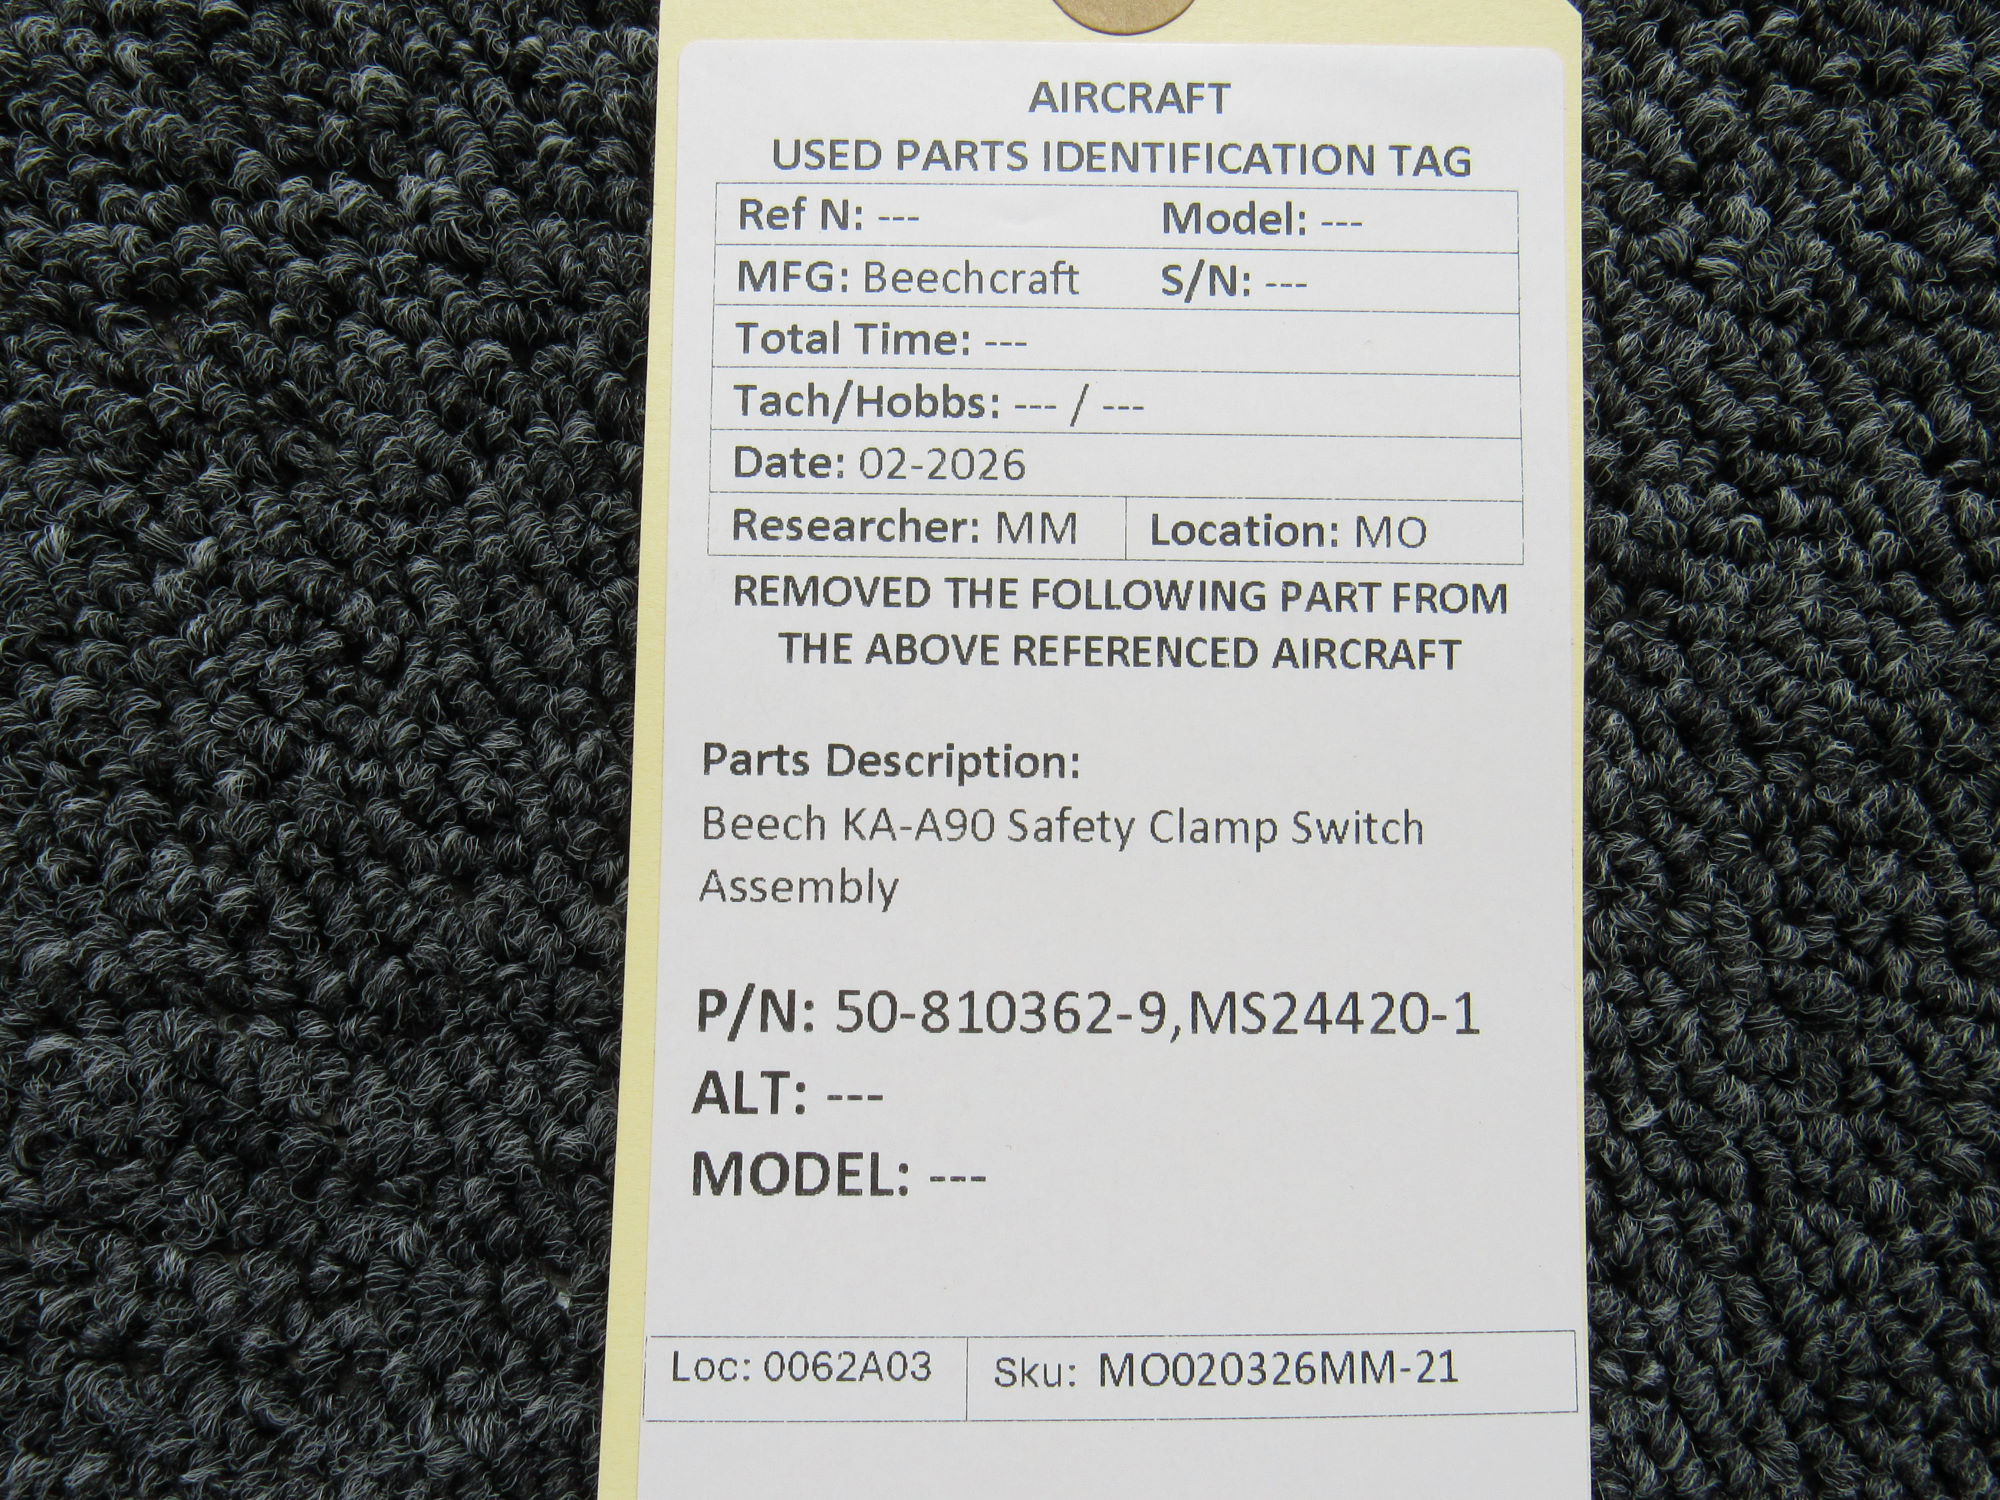 AIRCRAFT
USED PARTS IDENTIFICATION TAG
Ref N: --- Model: ---
MFG: Beechcraft S/N: ---
Total Time: ---
Tach/Hobbs: --- / ---
Date: 02-2026
Researcher: MM Location: MO
REMOVED THE FOLLOWING PART FROM
THE ABOVE REFERENCED AIRCRAFT
Parts Description:
Beech KA-A90 Safety Clamp Switch
Assembly
P/N: 50-810362-9,MS24420-1
ALT: ---
MODEL: ---
Loc: 0062A03 Sku: MO020326MM-21